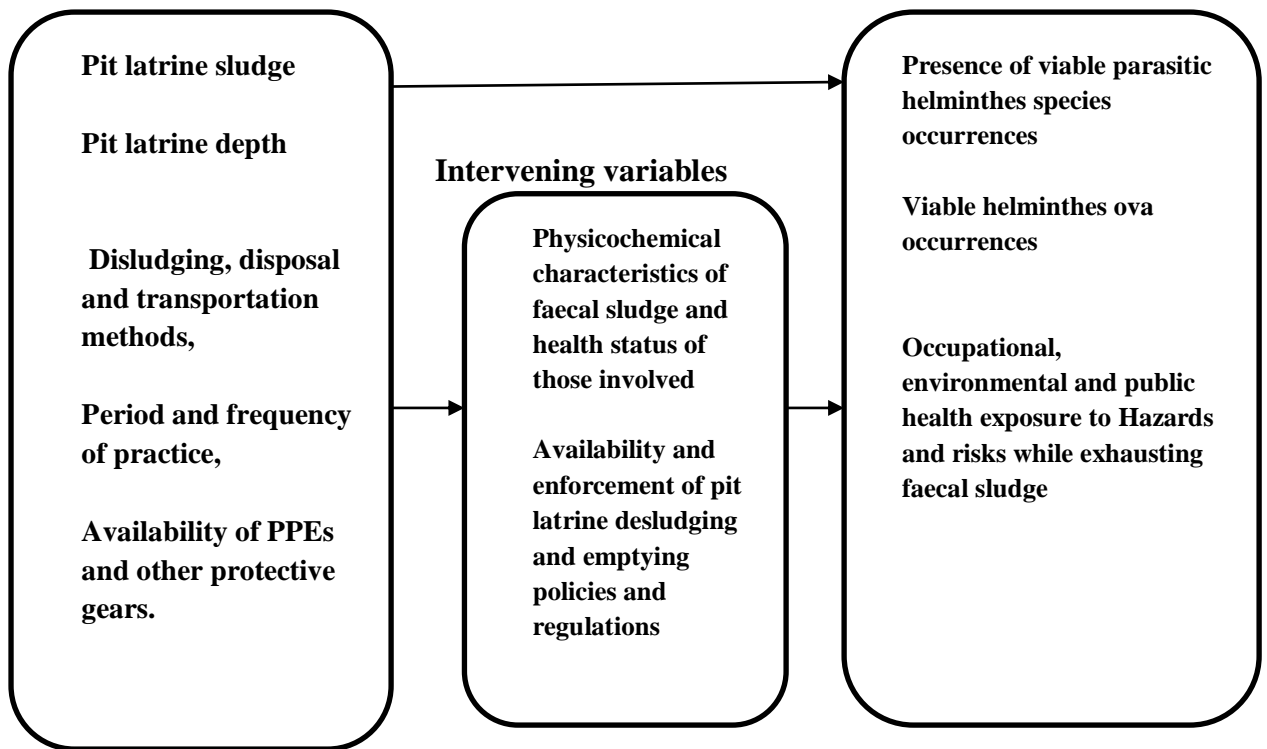 Pit latrine sludge
Pit latrine depth
Disludging, disposal
and transportation
methods,
Period and frequency
of practice,
Availability of PPEs
and other protective
gears.
Intervening variables
Physicochemical
characteristics of
faecal sludge and
health status of
those involved
Availability and
enforcement of pit
latrine desludging
and emptying
policies and
regulations
Presence of viable parasitic
helminthes species
occurrences
Viable helminthes ova
occurrences
Occupational,
environmental and public
health exposure to Hazards
and risks while exhausting
faecal sludge